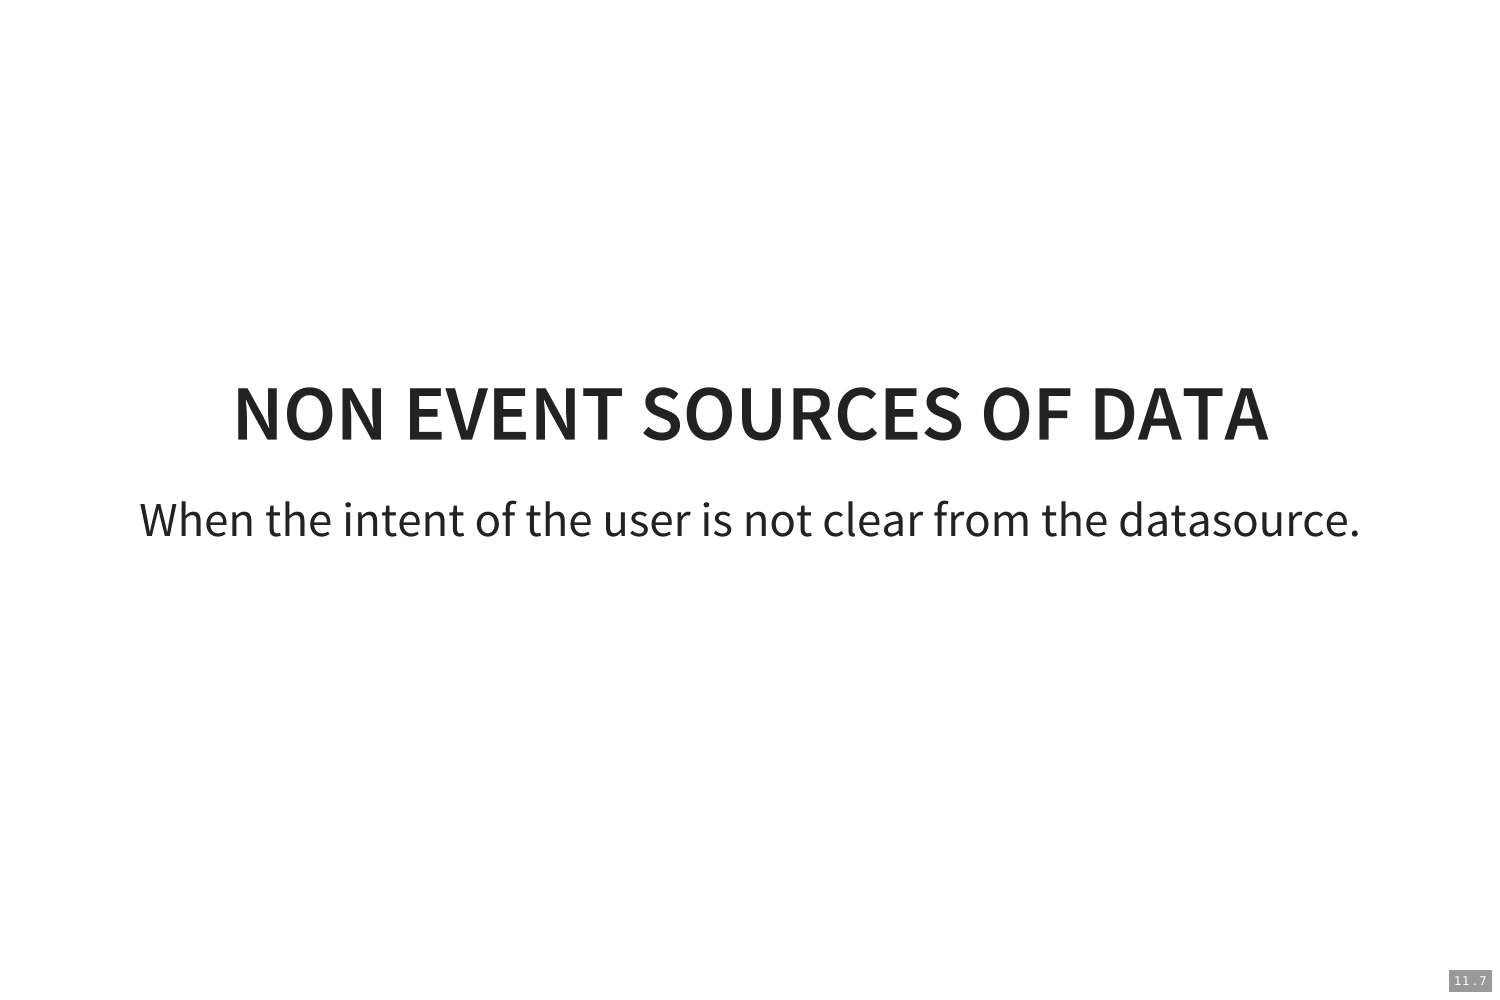 NON EVENT SOURCES OF DATA
When the intent of the user is not clear from the datasource.
11.7